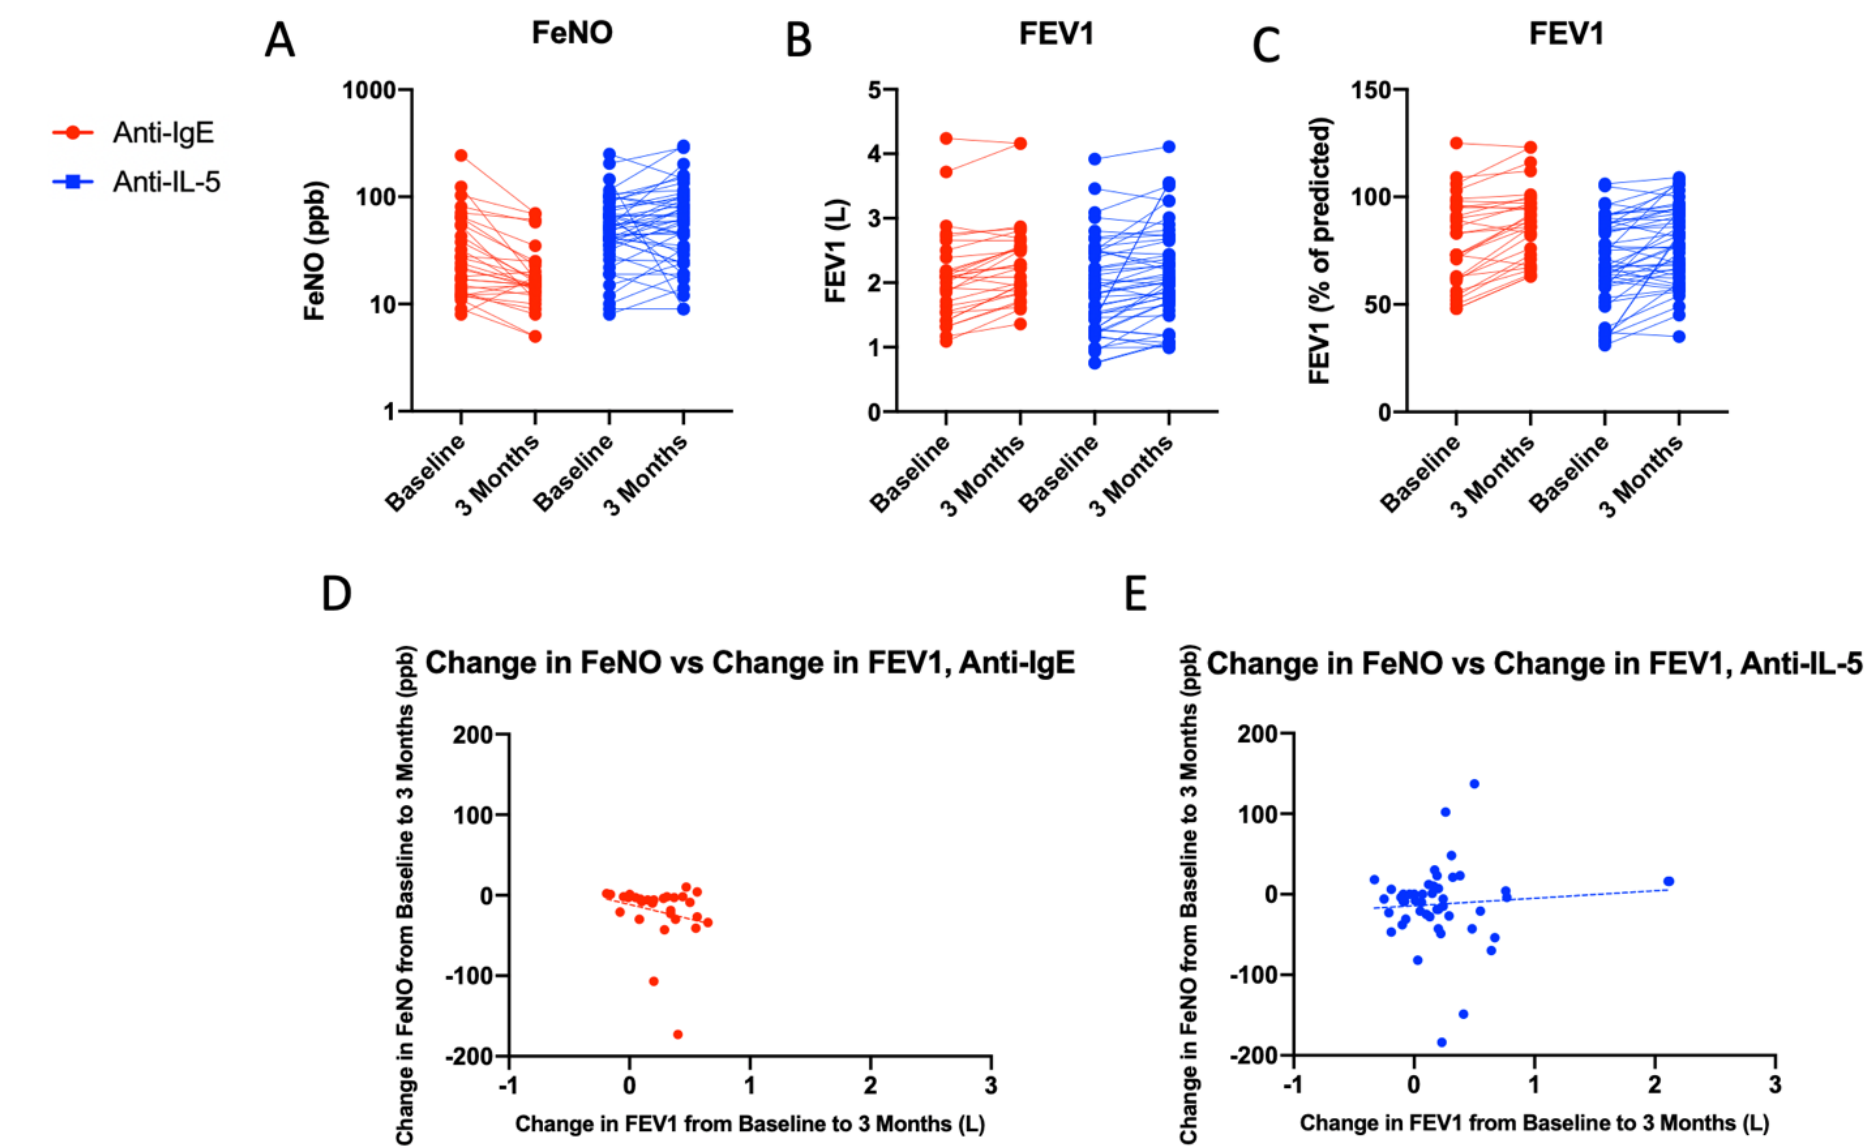 A
FeNO
B
FEV1
C
FEV1
Anti-IgE
Anti-IL-5
FeNO (ppb)
1000
100
10
1
Baseline
3 Months
Baseline
3 Months
FEV1 (L)
5
4
3
2
1
0
Baseline
3 Months
Baseline
3 Months
FEV1 (% of predicted)
150
100
50
0
Baseline
3 Months
Baseline
3 Months
D
Change in FeNO vs Change in FEV1, Anti-IgE
Change in FeNO from Baseline to 3 Months (ppb)
200
100
0
-100
-200
-1
0
1
2
3
Change in FEV1 from Baseline to 3 Months (L)
E
Change in FeNO vs Change in FEV1, Anti-IL-5
Change in FeNO from Baseline to 3 Months (ppb)
200
100
0
-100
-200
-1
0
1
2
3
Change in FEV1 from Baseline to 3 Months (L)